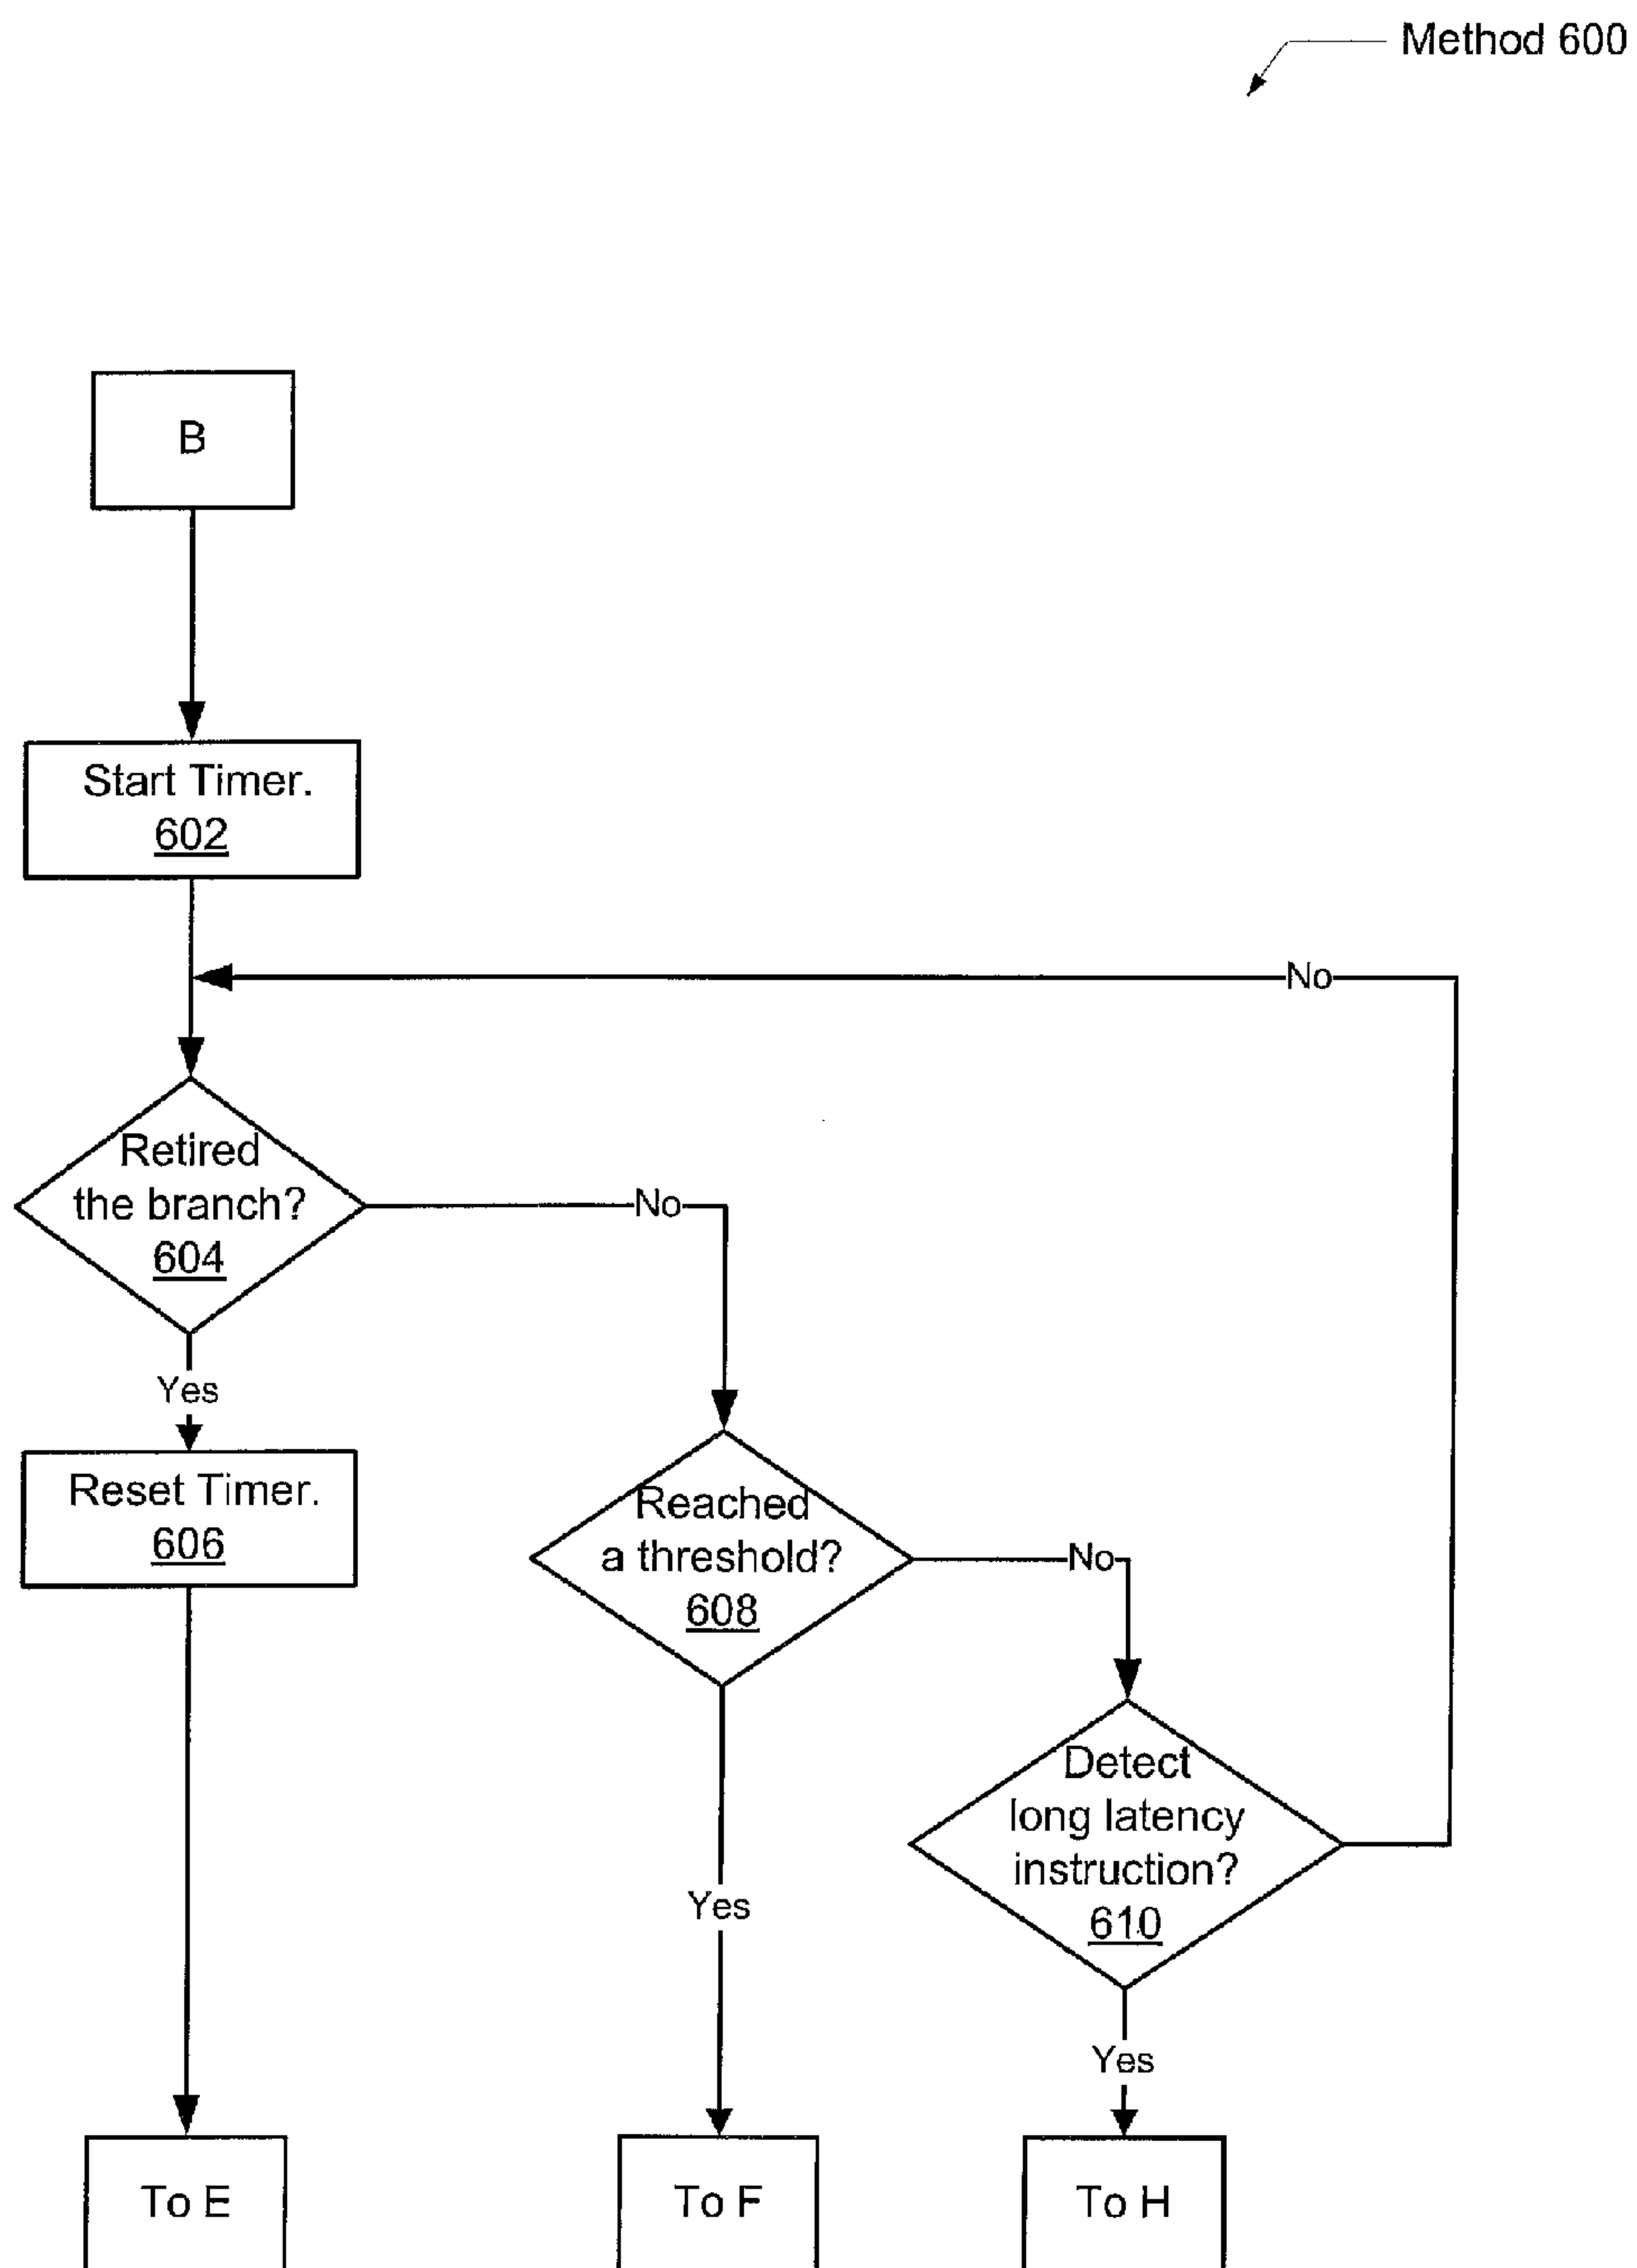 Method 600
B
Start Timer.
602
No
Retired
the branch?
604
No
Yes
Reset Timer.
606
Reached
a threshold?
608
No
Detect
long latency
instruction?
610
Yes
Yes
To E
To F
To H